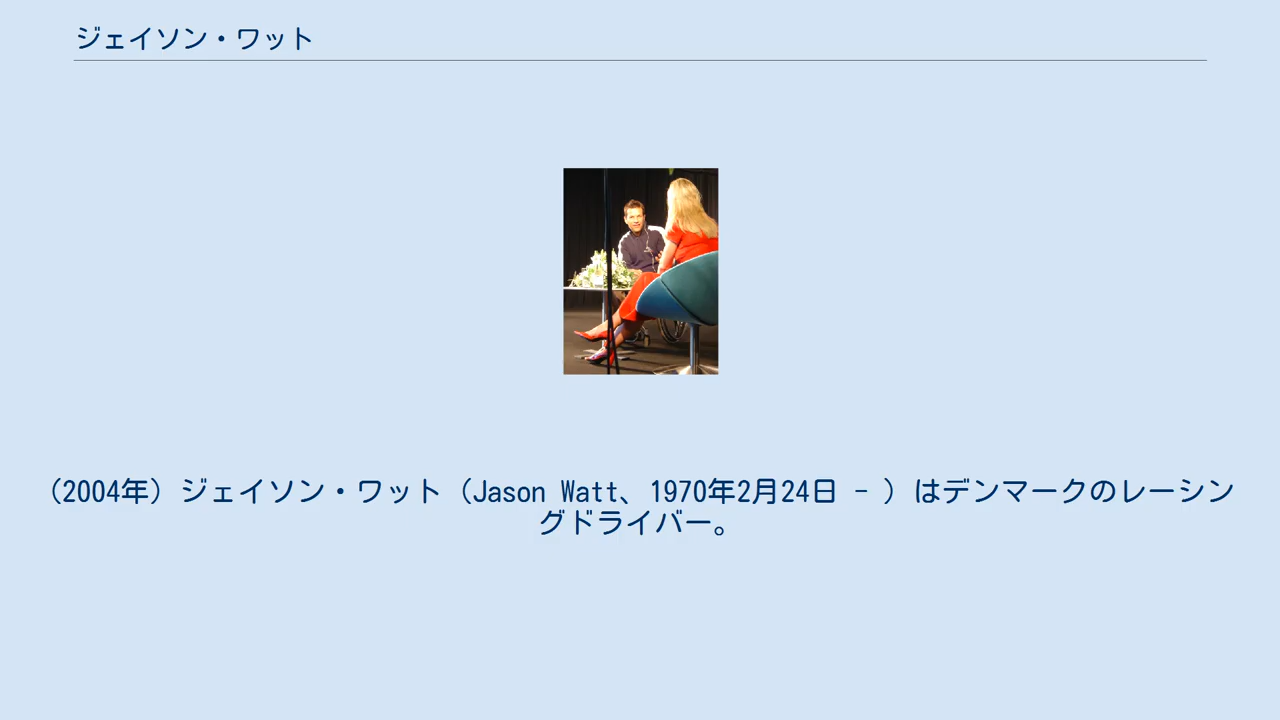 ジェイソン・ワット
（2004年）ジェイソン・ワット（Jason Watt、1970年2月24日 - ）はデンマークのレーシン
グドライバー。